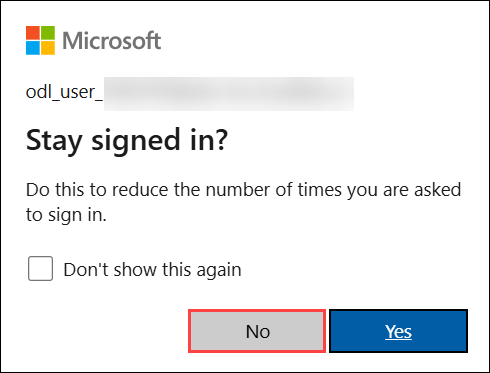 Microsoft
odl_user_
Stay signed in?
Do this to reduce the number of times you are asked
to sign in.
Don't show this again
No
Yes